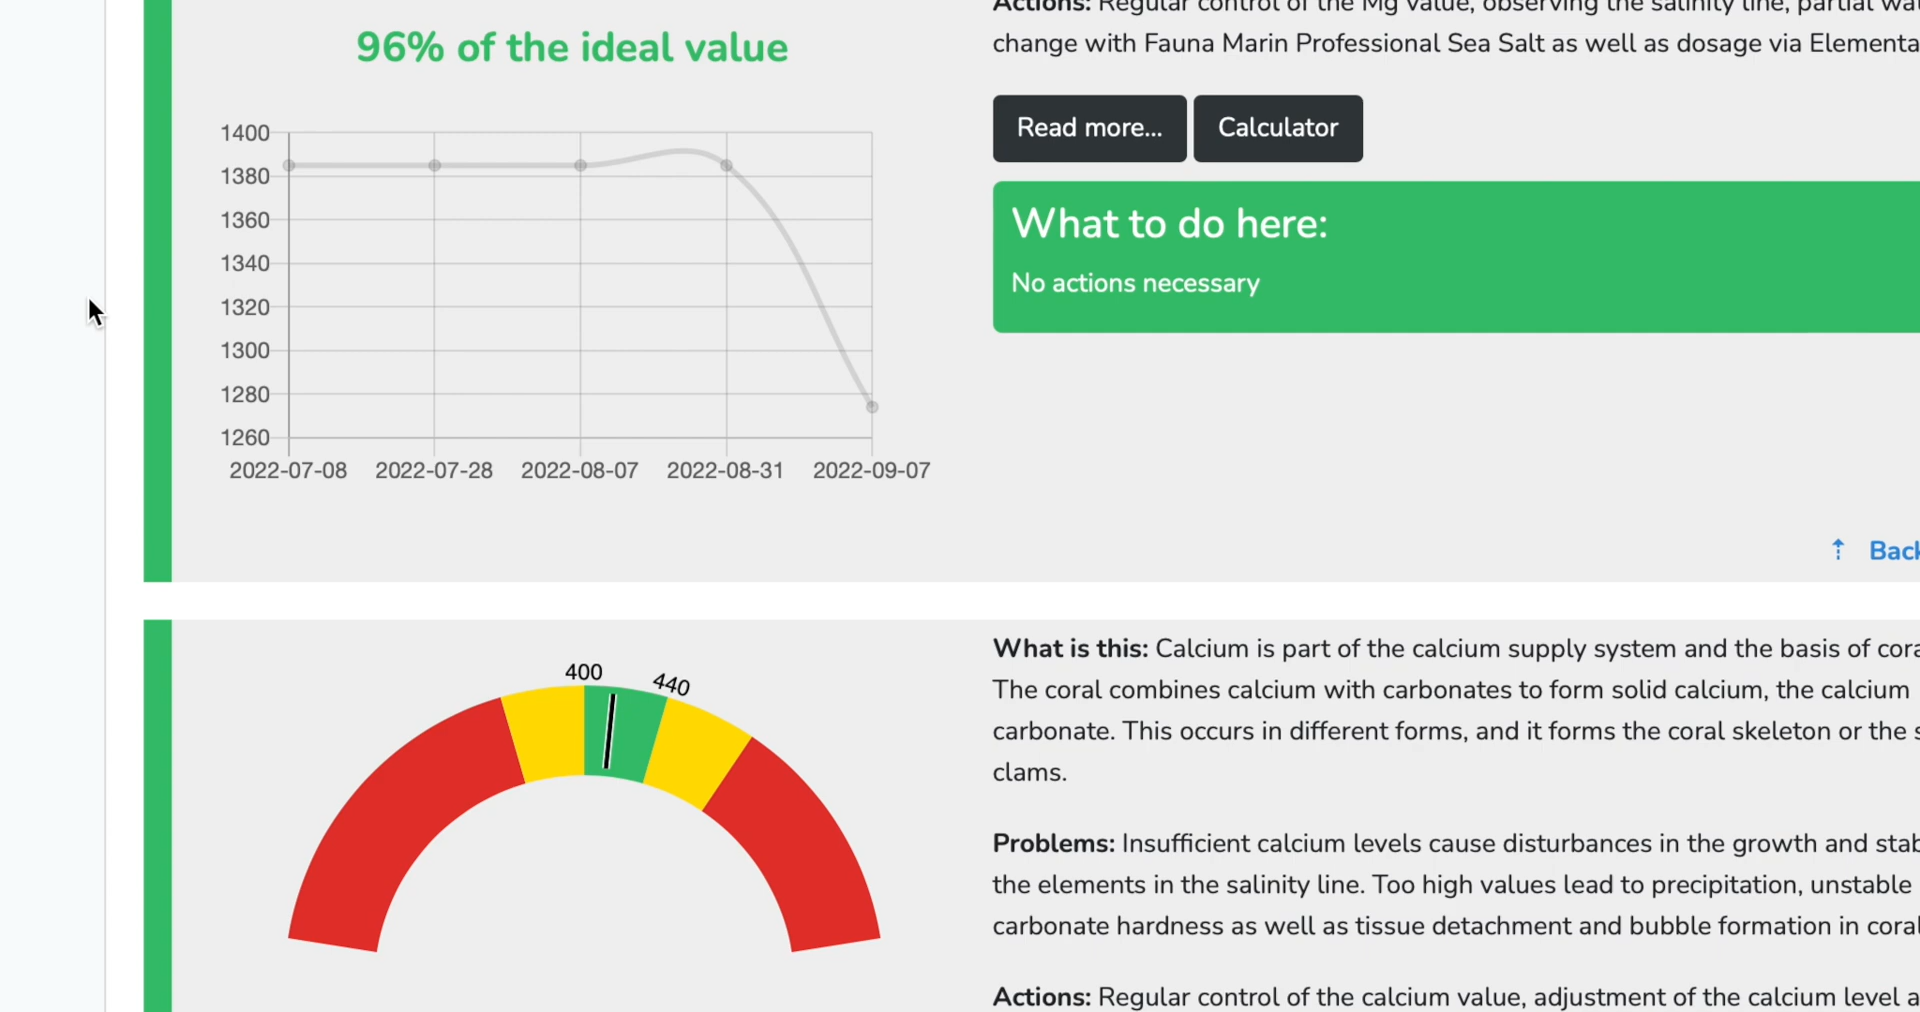 96% of the ideal value
1400
1380
1360
1340
1320
1300
1280
1260
2022-07-08 2022-07-28 2022-08-07 2022-08-31 2022-09-07
Actions: Regular control of the Mg value, observing the salinity line, partial
change with Fauna Marin Professional Sea Salt as well as dosage via
Read more... Calculator
What to do here:
No actions necessary
⇡ Back
400
440
What is this: Calcium is part of the calcium supply system and the basis of
The coral combines calcium with carbonates to form solid calcium, the calcium
carbonate. This occurs in different forms, and it forms the coral skeleton or the
clams.
Problems: Insufficient calcium levels cause disturbances in the growth and
the elements in the salinity line. Too high values lead to precipitation, unstable
carbonate hardness as well as tissue detachment and bubble formation in
Actions: Regular control of the calcium value, adjustment of the calcium level